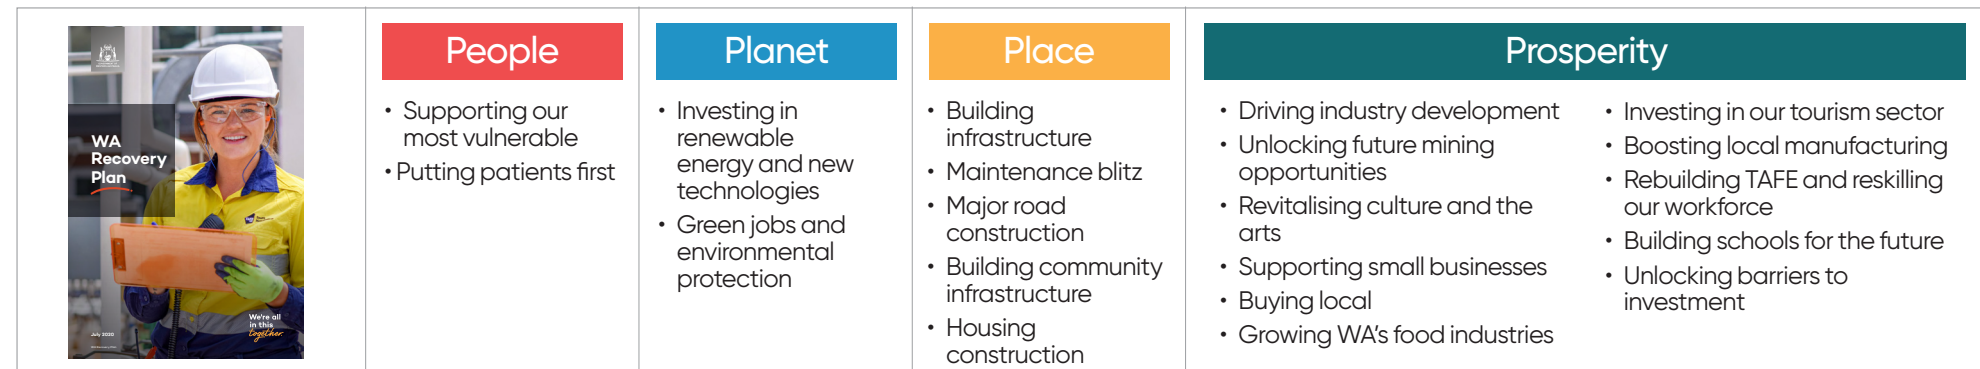 WA
Recovery
Plan
We're all
in this
together.
July 2020
People
• Supporting our
most vulnerable
• Putting patients first
Planet
• Investing in
renewable
energy and new
technologies
• Green jobs and
environmental
protection
Place
• Building
infrastructure
• Maintenance blitz
• Major road
construction
• Building community
infrastructure
• Housing
construction
Prosperity
• Driving industry development
• Unlocking future mining
opportunities
• Revitalising culture and the
arts
• Supporting small businesses
• Buying local
• Growing WA's food industries
• Investing in our tourism sector
• Boosting local manufacturing
• Rebuilding TAFE and reskilling
our workforce
• Building schools for the future
• Unlocking barriers to
investment